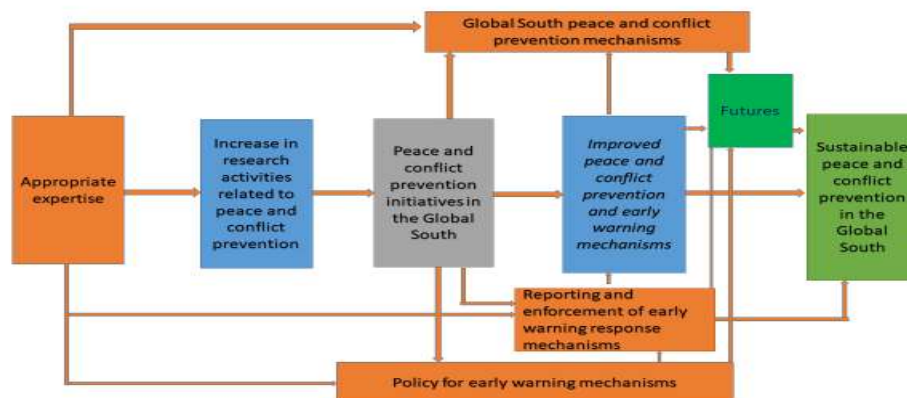 Global South peace and conflict
prevention mechanisms
Futures
Appropriate
expertise
Increase in
research
activities
related to
peace and
conflict
prevention
Peace and
conflict
prevention
initiatives in
the Global
South
Improved
peace and
conflict
prevention
and early
warning
mechanisms
Sustainable
peace and
conflict
prevention
in the
Global
South
Reporting and
enforcement of early
warning response
mechanisms
Policy for early warning mechanisms